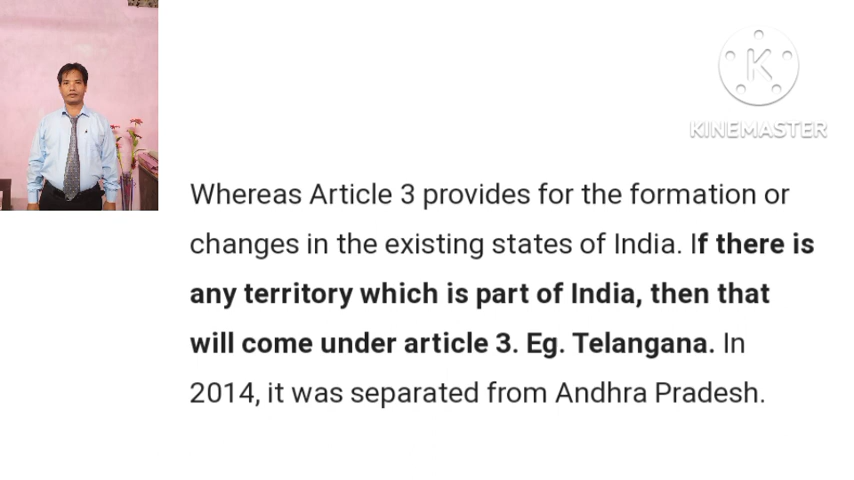 K
KINEMASTER
Whereas Article 3 provides for the formation or
changes in the existing states of India. If there is
any territory which is part of India, then that
will come under article 3. Eg. Telangana. In
2014, it was separated from Andhra Pradesh.